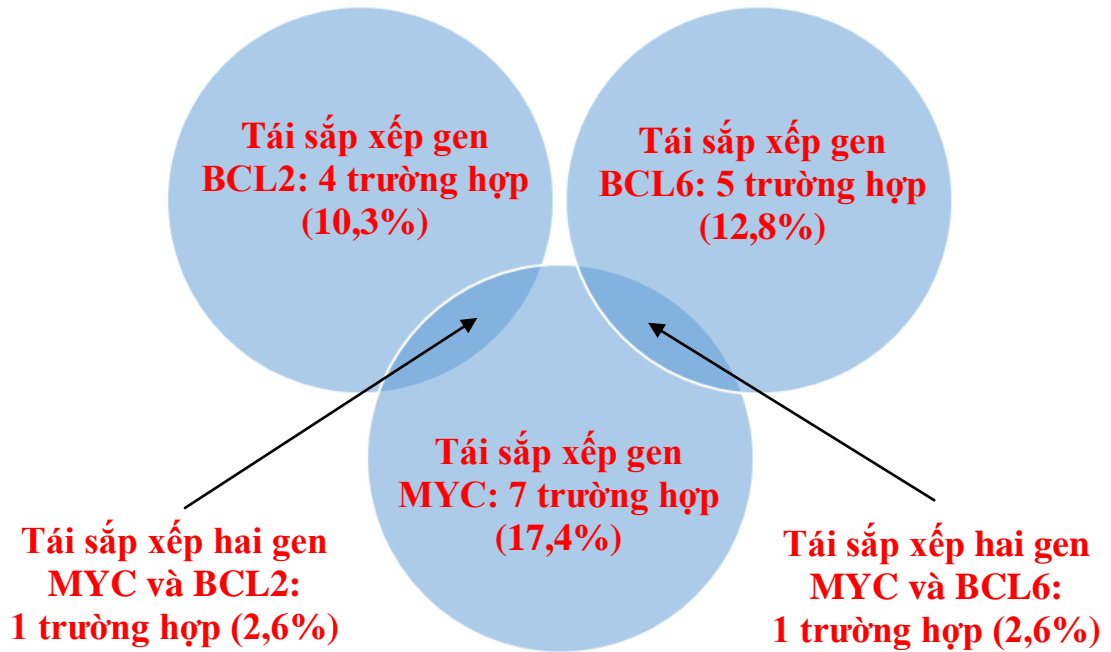 Tái sắp xếp gen
BCL2: 4 trường hợp
(10,3%)
Tái sắp xếp gen
BCL6: 5 trường hợp
(12,8%)
Tái sắp xếp gen
MYC: 7 trường hợp
(17,4%)
Tái sắp xếp hai gen
MYC và BCL2:
1 trường hợp (2,6%)
Tái sắp xếp hai gen
MYC và BCL6:
1 trường hợp (2,6%)